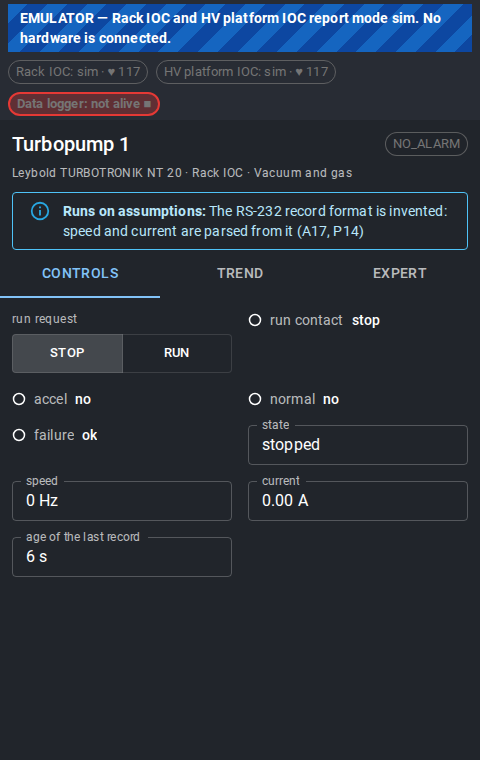 EMULATOR — Rack IOC and HV platform IOC report mode sim. No
hardware is connected.
Rack IOC: sim · ♥ 117
HV platform IOC: sim · ♥ 117
Data logger: not alive ■
Turbopump 1
NO_ALARM
Leybold TURBOTRONIK NT 20 · Rack IOC · Vacuum and gas
Runs on assumptions: The RS-232 record format is invented:
speed and current are parsed from it (A17, P14)
CONTROLS
TREND
EXPERT
run request
STOP
RUN
run contact stop
accel no
normal no
failure ok
state
stopped
speed
0 Hz
current
0.00 A
age of the last record
6 s